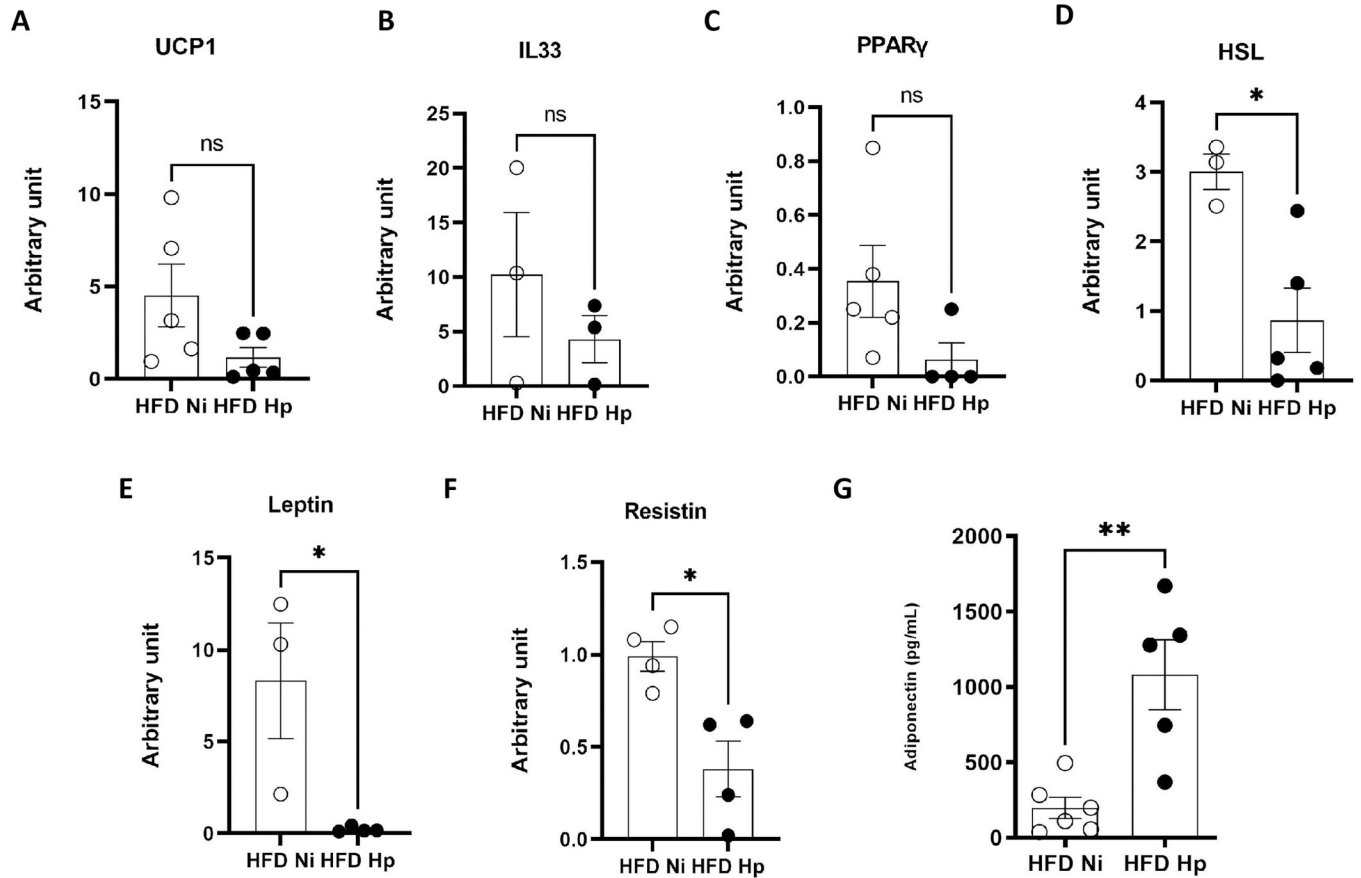 A
UCP1
Arbitrary unit
15
10
5
0
ns
HFD Ni HFD Hp
B
IL33
Arbitrary unit
25
20
15
10
5
0
ns
HFD Ni HFD Hp
C
PPARγ
Arbitrary unit
1.0
0.8
0.6
0.4
0.2
0.0
ns
HFD Ni HFD Hp
D
HSL
Arbitrary unit
4
3
2
1
0
*
HFD Ni HFD Hp
E
Leptin
Arbitrary unit
15
10
5
0
*
HFD Ni HFD Hp
F
Resistin
Arbitrary unit
1.5
1.0
0.5
0.0
*
HFD Ni HFD Hp
G
Adiponectin (pg/mL)
2000
1500
1000
500
0
**
HFD Ni HFD Hp